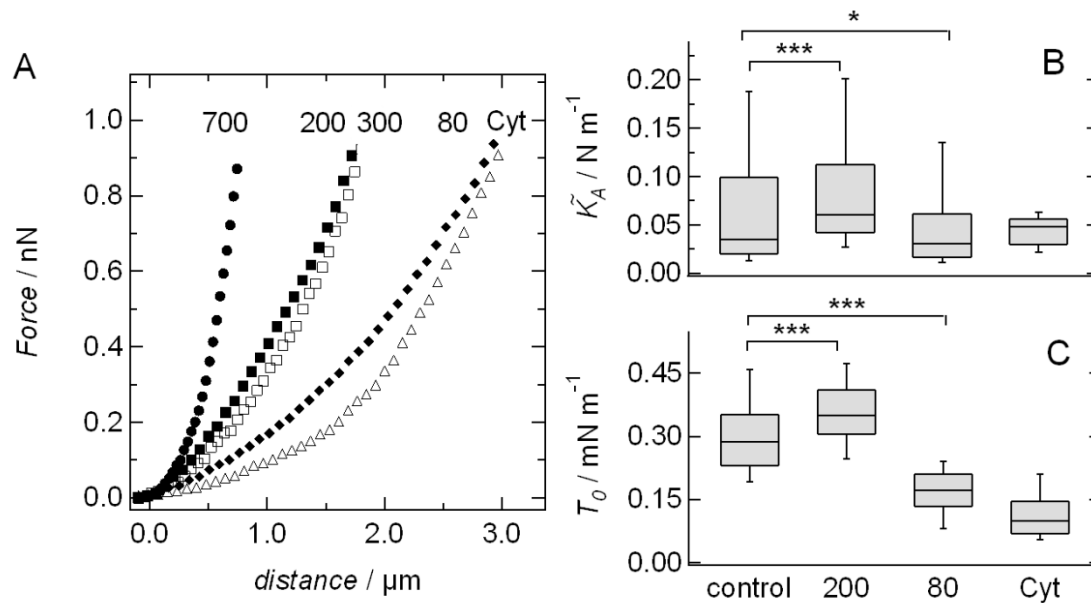 A
700 200 300 80 Cyt
1.0
0.8
0.6
0.4
0.2
0.0
Force / nN
0.0 1.0 2.0 3.0
distance / µm
B
*
***
0.20
0.15
0.10
0.05
0.00
K̃_A / N m⁻¹
C
***
***
0.45
0.30
0.15
0.00
T₀ / mN m⁻¹
control 200 80 Cyt